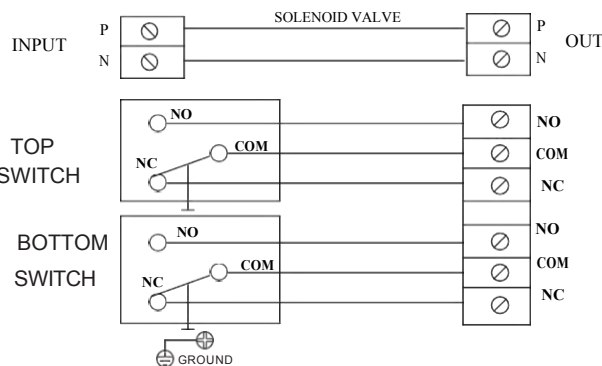 SOLENOID VALVE
P P
INPUT OUT
N N
NO NO
TOP COM COM
SWITCH NC NC
NO NO
BOTTOM COM COM
SWITCH NC NC
GROUND